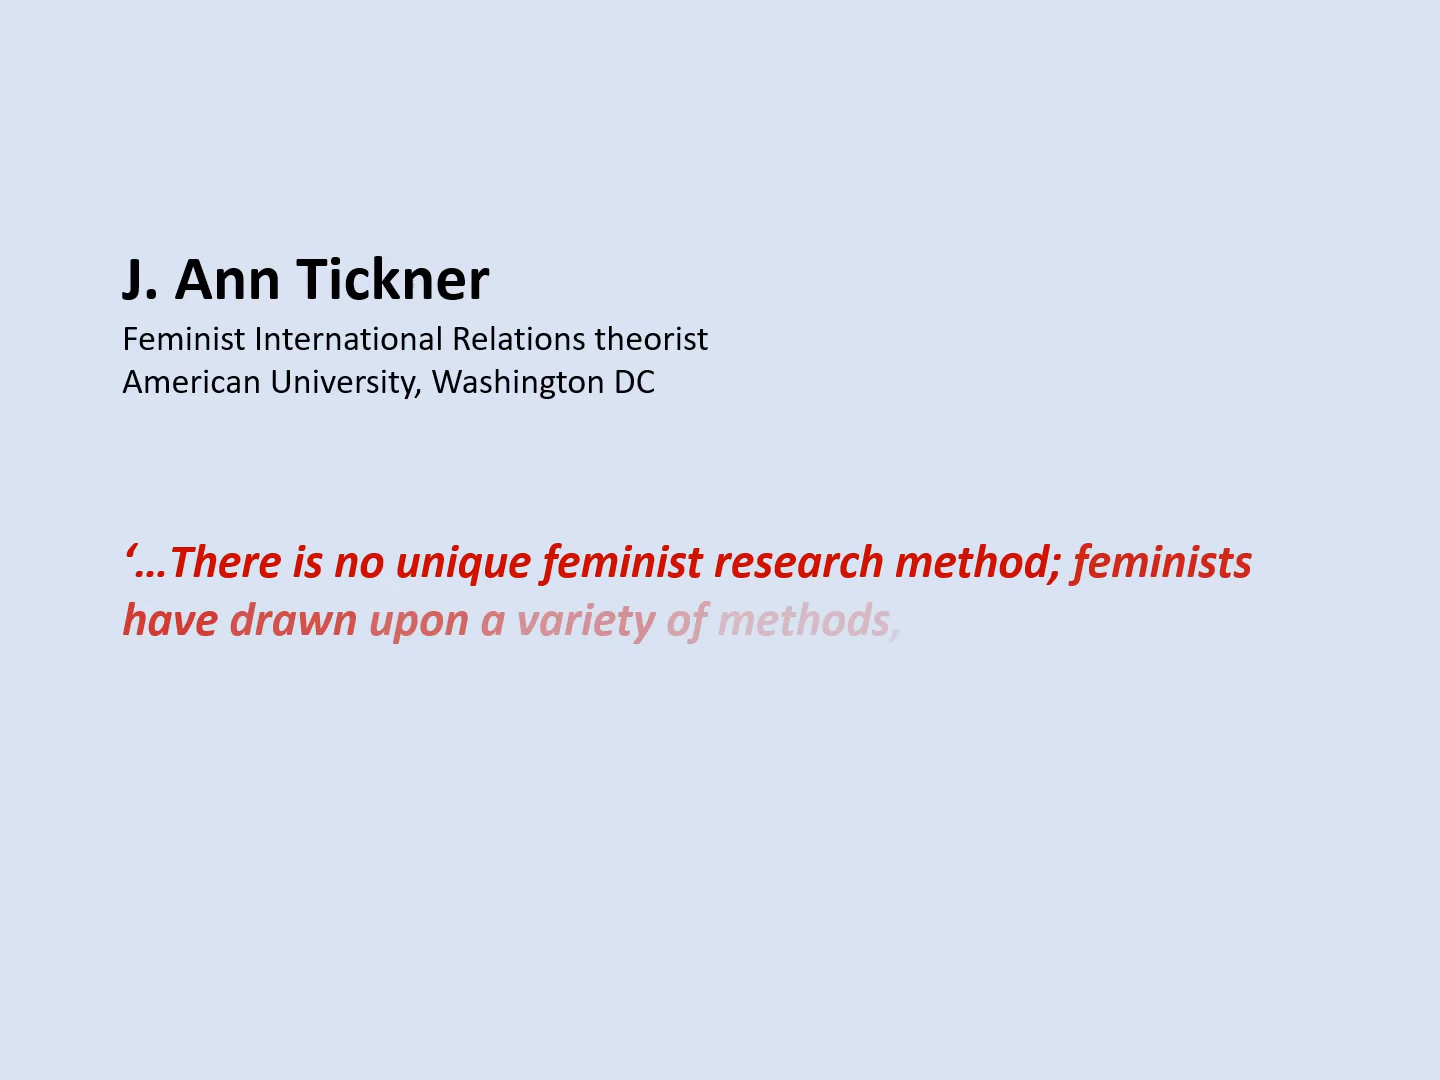 J. Ann Tickner
Feminist International Relations theorist
American University, Washington DC
‘…There is no unique feminist research method; feminists
have drawn upon a variety of methods,